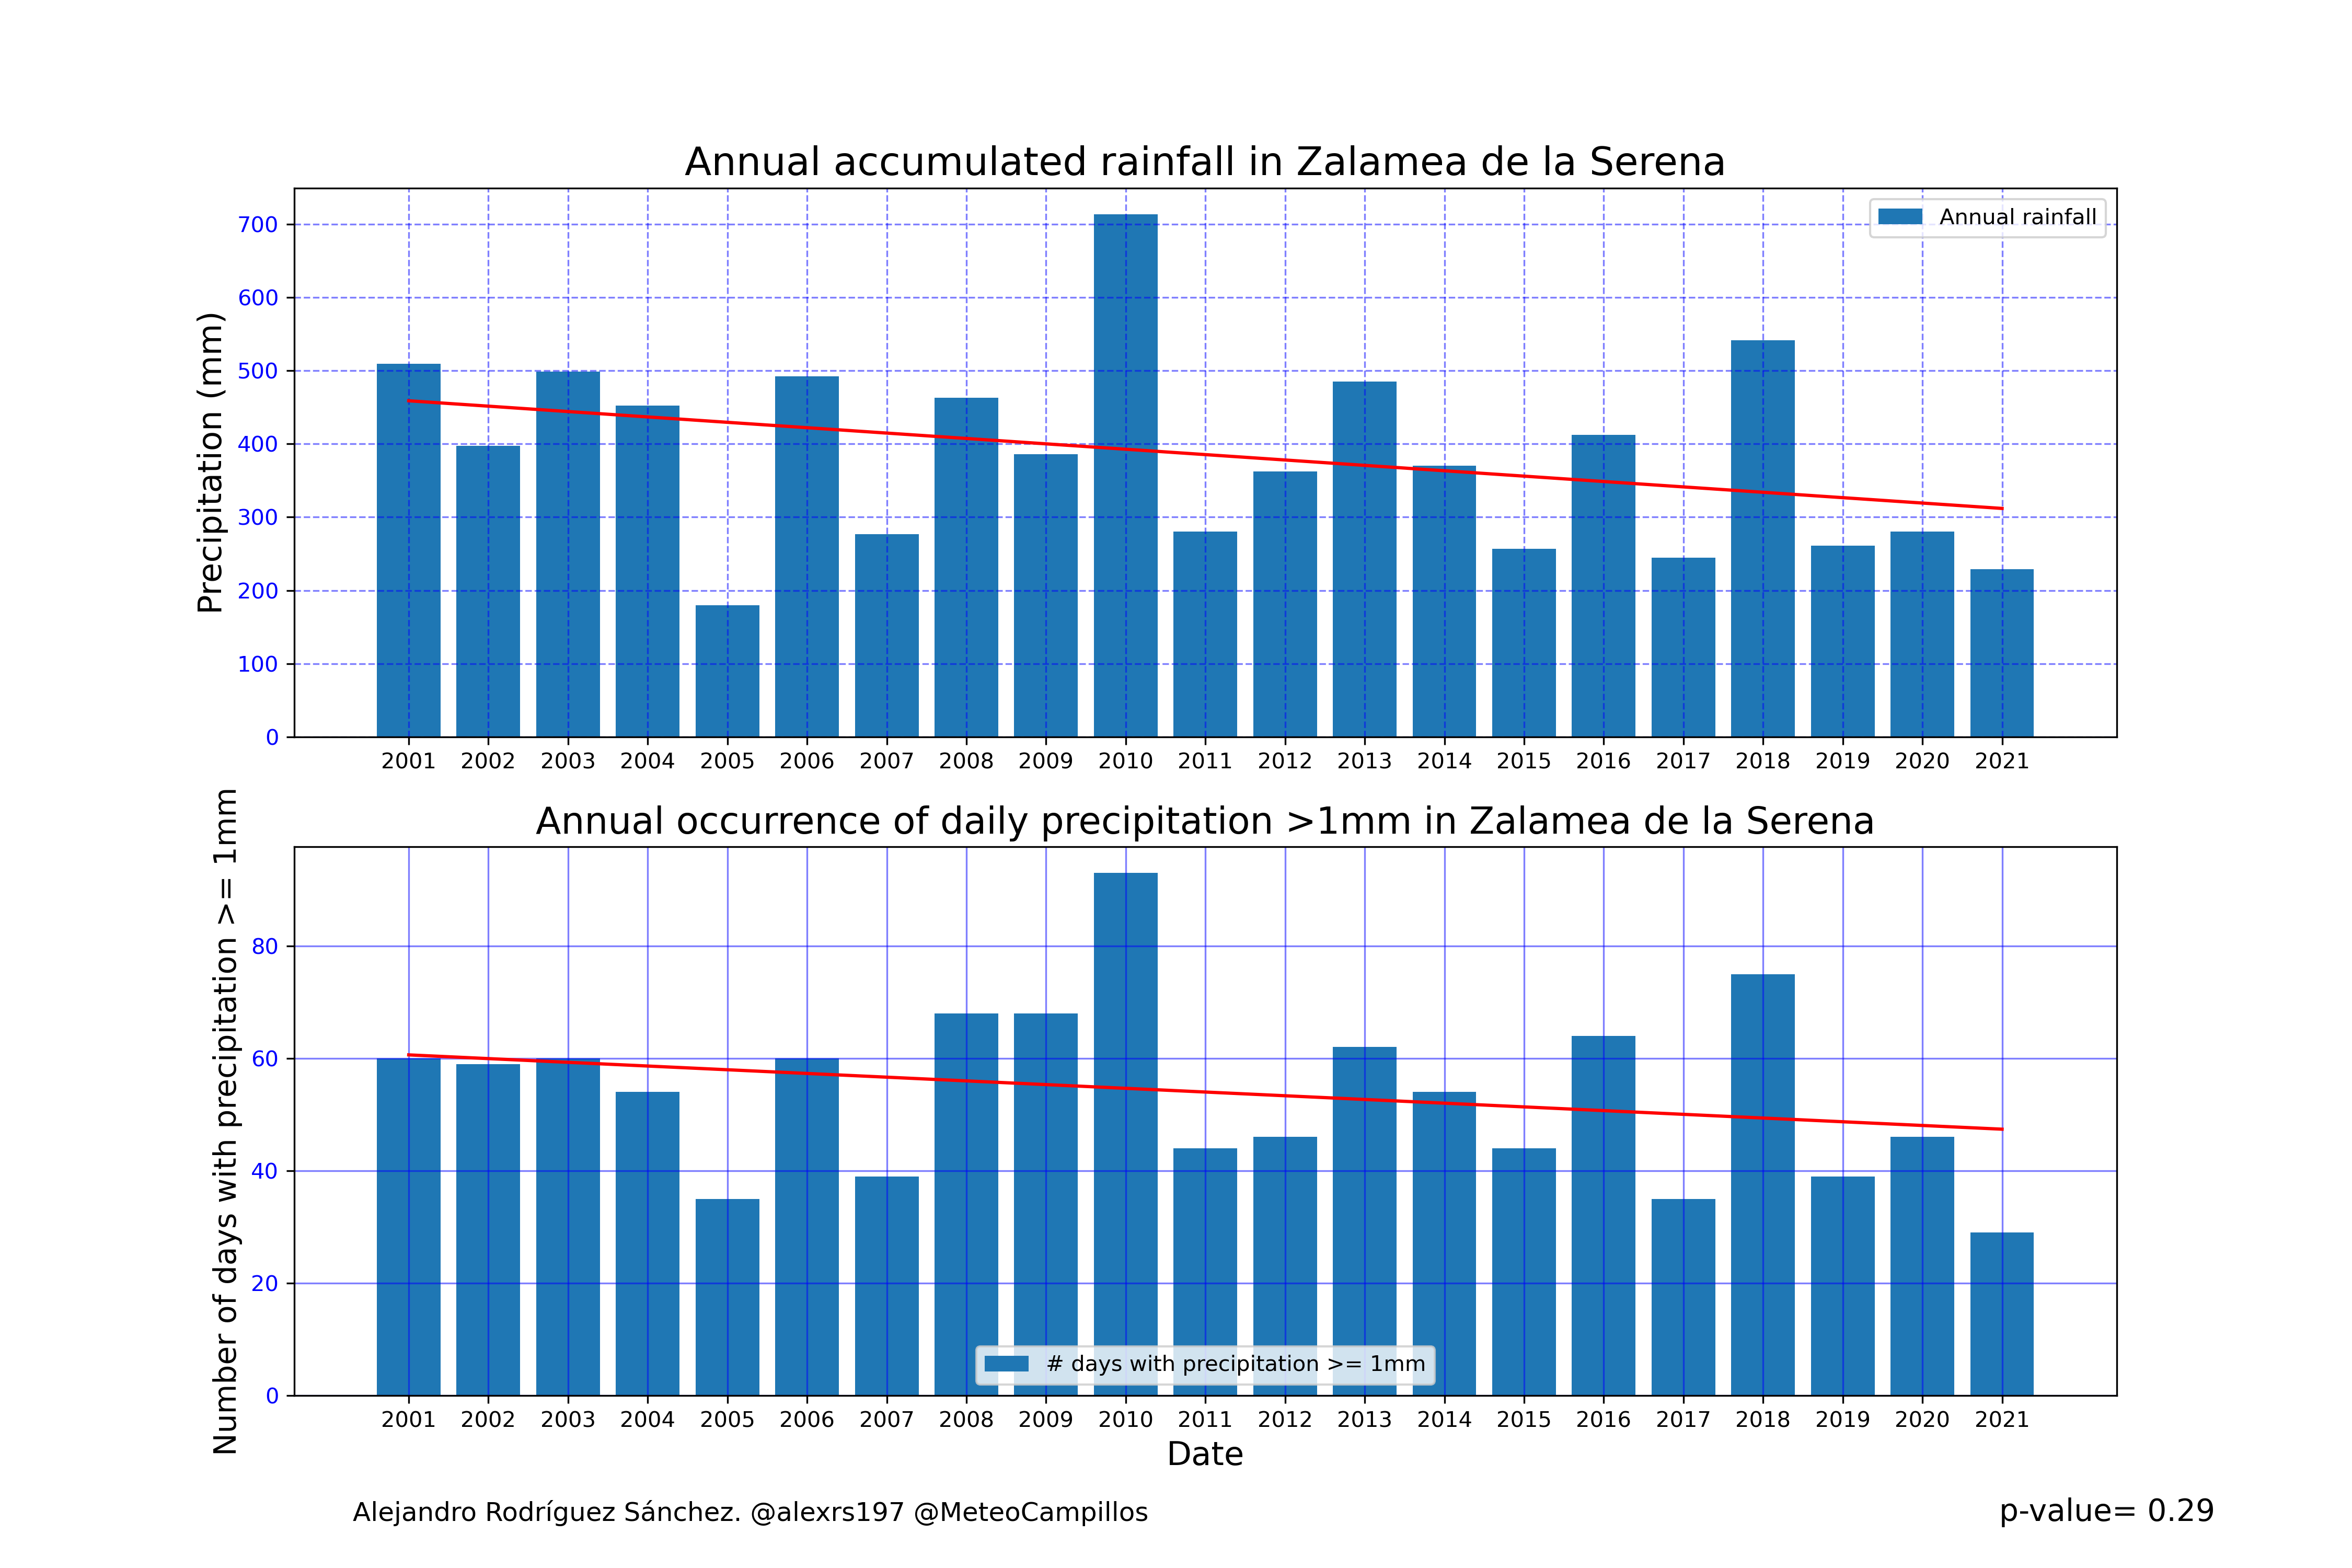 Annual accumulated rainfall in Zalamea de la Serena
Precipitation (mm)
700
600
500
400
300
200
100
0
Annual rainfall
2001 2002 2003 2004 2005 2006 2007 2008 2009 2010 2011 2012 2013 2014 2015 2016 2017 2018 2019 2020 2021
Annual occurrence of daily precipitation >1mm in Zalamea de la Serena
Number of days with precipitation >= 1mm
80
60
40
20
0
# days with precipitation >= 1mm
2001 2002 2003 2004 2005 2006 2007 2008 2009 2010 2011 2012 2013 2014 2015 2016 2017 2018 2019 2020 2021
Date
Alejandro Rodríguez Sánchez. @alexrs197 @MeteoCampillos
p-value= 0.29